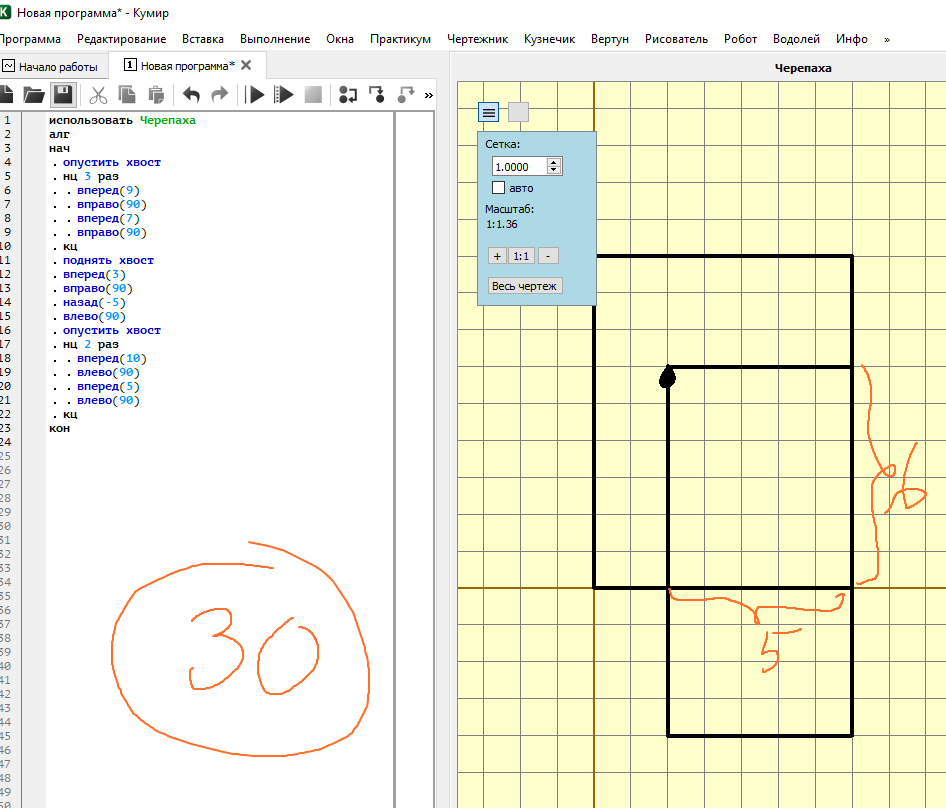 Новая программа* - Кумир
Программа Редактирование Вставка Выполнение Окна Практикум Чертежник Кузнечик Вертун Рисователь Робот Водолей Инфо »
Начало работы
1 Новая программа*
»
Черепаха
Сетка:
1.0000
авто
Масштаб:
1:1.36
+ 1:1 -
Весь чертеж
1 использовать Черепаха
2 алг
3 нач
4 . опустить хвост
5 . нц 3 раз
6 . . вперед(9)
7 . . вправо(90)
8 . . вперед(7)
9 . . вправо(90)
10 . кц
11 . поднять хвост
12 . вперед(3)
13 . вправо(90)
14 . назад(-5)
15 . влево(90)
16 . опустить хвост
17 . нц 2 раз
18 . . вперед(10)
19 . . влево(90)
20 . . вперед(5)
21 . . влево(90)
22 . кц
23 кон
24
25
26
27
28
29
30
31
32
33
34
35
36
37
38
39
40
41
42
43
44
45
46
47
48
49
50
6
5
30